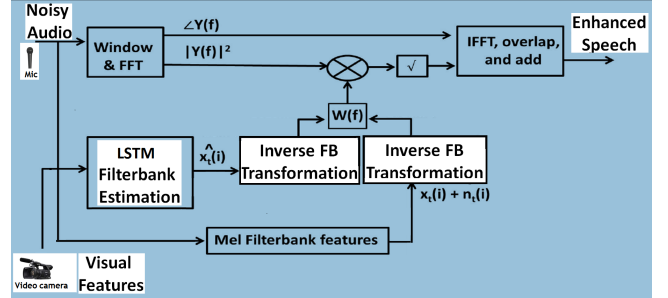 Noisy
Audio
Mic
Window
& FFT
∠Y(f)
|Y(f)|²
√
IFFT, overlap,
and add
Enhanced
Speech
W(f)
LSTM
Filterbank
Estimation
x̂ₜ(i)
Inverse FB
Transformation
Inverse FB
Transformation
xₜ(i) + nₜ(i)
Mel Filterbank features
Video camera
Visual
Features